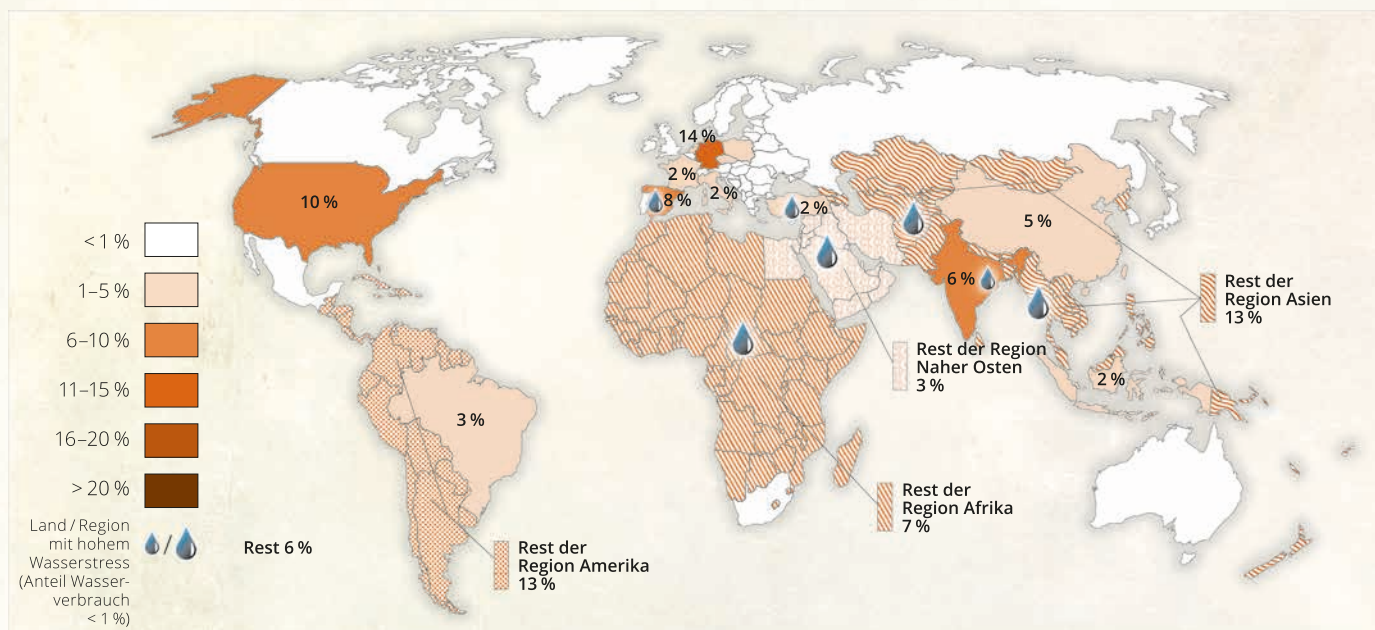 14 %
2 %
10 %
8 %
2 %
2 %
5 %
< 1 %
1–5 %
6 %
Rest der
Region Asien
13 %
6–10 %
Rest der Region
Naher Osten
3 %
2 %
11–15 %
3 %
16–20 %
> 20 %
Rest der
Region Afrika
7 %
Land / Region
mit hohem
Wasserstress
(Anteil Wasser-
verbrauch
< 1 %)
/
Rest 6 %
Rest der
Region Amerika
13 %